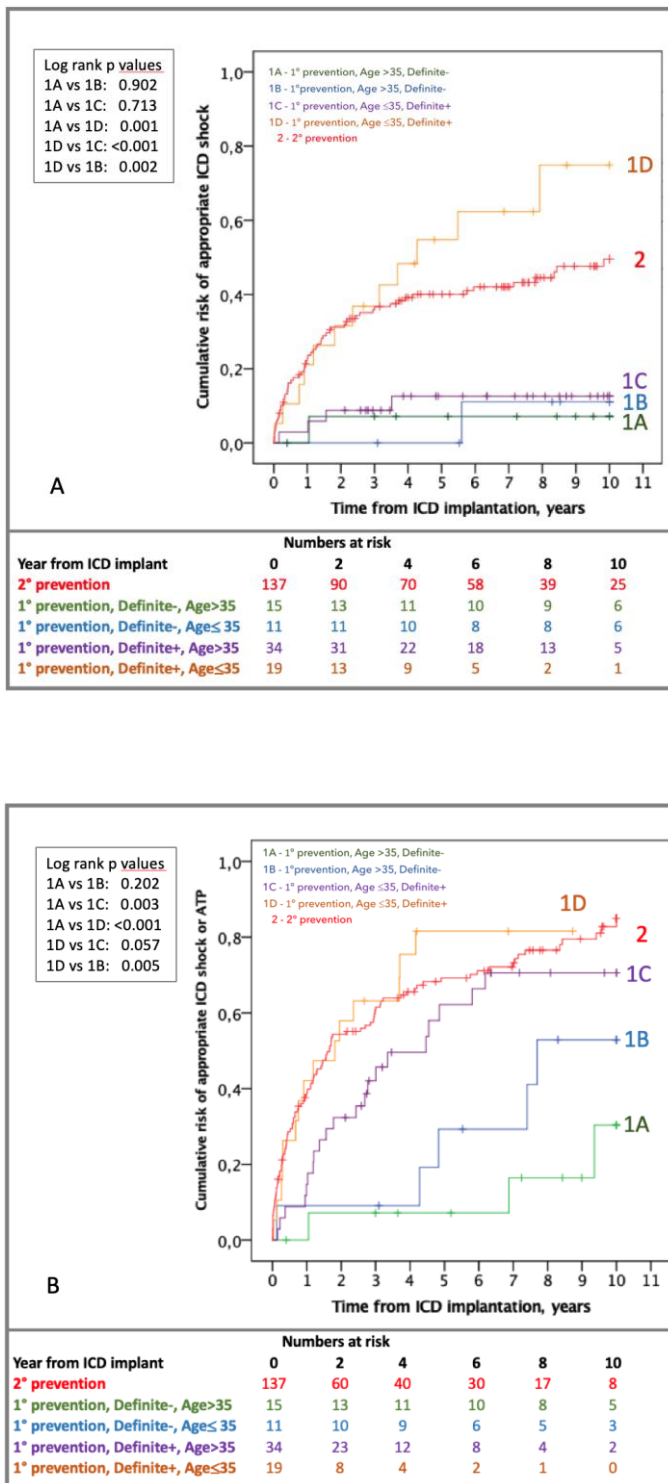 Log rank p values
1A vs 1B: 0.902
1A vs 1C: 0.713
1A vs 1D: 0.001
1D vs 1C: <0.001
1D vs 1B: 0.002
1A - 1° prevention, Age >35, Definite-
1B - 1°prevention, Age >35, Definite-
1C - 1° prevention, Age ≤35, Definite+
1D - 1° prevention, Age ≤35, Definite+
2 - 2° prevention
Cumulative risk of appropriate ICD shock
1,0
0,8
0,6
0,4
0,2
0,0
1D
2
1C
1B
1A
0 1 2 3 4 5 6 7 8 9 10 11
Time from ICD implantation, years
A
Numbers at risk
Year from ICD implant 0 2 4 6 8 10
2° prevention 137 90 70 58 39 25
1° prevention, Definite-, Age>35 15 13 11 10 9 6
1° prevention, Definite-, Age≤ 35 11 11 10 8 8 6
1° prevention, Definite+, Age>35 34 31 22 18 13 5
1° prevention, Definite+, Age≤35 19 13 9 5 2 1
Log rank p values
1A vs 1B: 0.202
1A vs 1C: 0.003
1A vs 1D: <0.001
1D vs 1C: 0.057
1D vs 1B: 0.005
1A - 1° prevention, Age >35, Definite-
1B - 1°prevention, Age >35, Definite-
1C - 1° prevention, Age ≤35, Definite+
1D - 1° prevention, Age ≤35, Definite+
2 - 2° prevention
Cumulative risk of appropriate ICD shock or ATP
1,0
0,8
0,6
0,4
0,2
0,0
1D
2
1C
1B
1A
0 1 2 3 4 5 6 7 8 9 10 11
Time from ICD implantation, years
B
Numbers at risk
Year from ICD implant 0 2 4 6 8 10
2° prevention 137 60 40 30 17 8
1° prevention, Definite-, Age>35 15 13 11 10 8 5
1° prevention, Definite-, Age≤ 35 11 10 9 6 5 3
1° prevention, Definite+, Age>35 34 23 12 8 4 2
1° prevention, Definite+, Age≤35 19 8 4 2 1 0